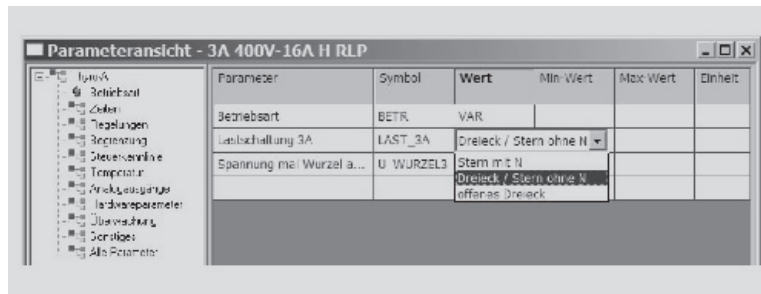 Parameteransicht - 3A 400V-16A H RLP
Betriebsart
Zeiten
Regelungen
Begrenzung
Steuerkennlinie
Temperatur
Analogausgänge
Hardwareparameter
Überwachung
Sonstiges
Alle Parameter
Parameter Symbol Wert Min-Wert Max-Wert Einheit
Betriebsart BETR VAR
Lastschaltung 3A LAST_3A Dreieck / Stern ohne N
Spannung mal Wurzel a... U_WURZEL3 Stern mit N
Dreieck / Stern ohne N
offenes Dreieck